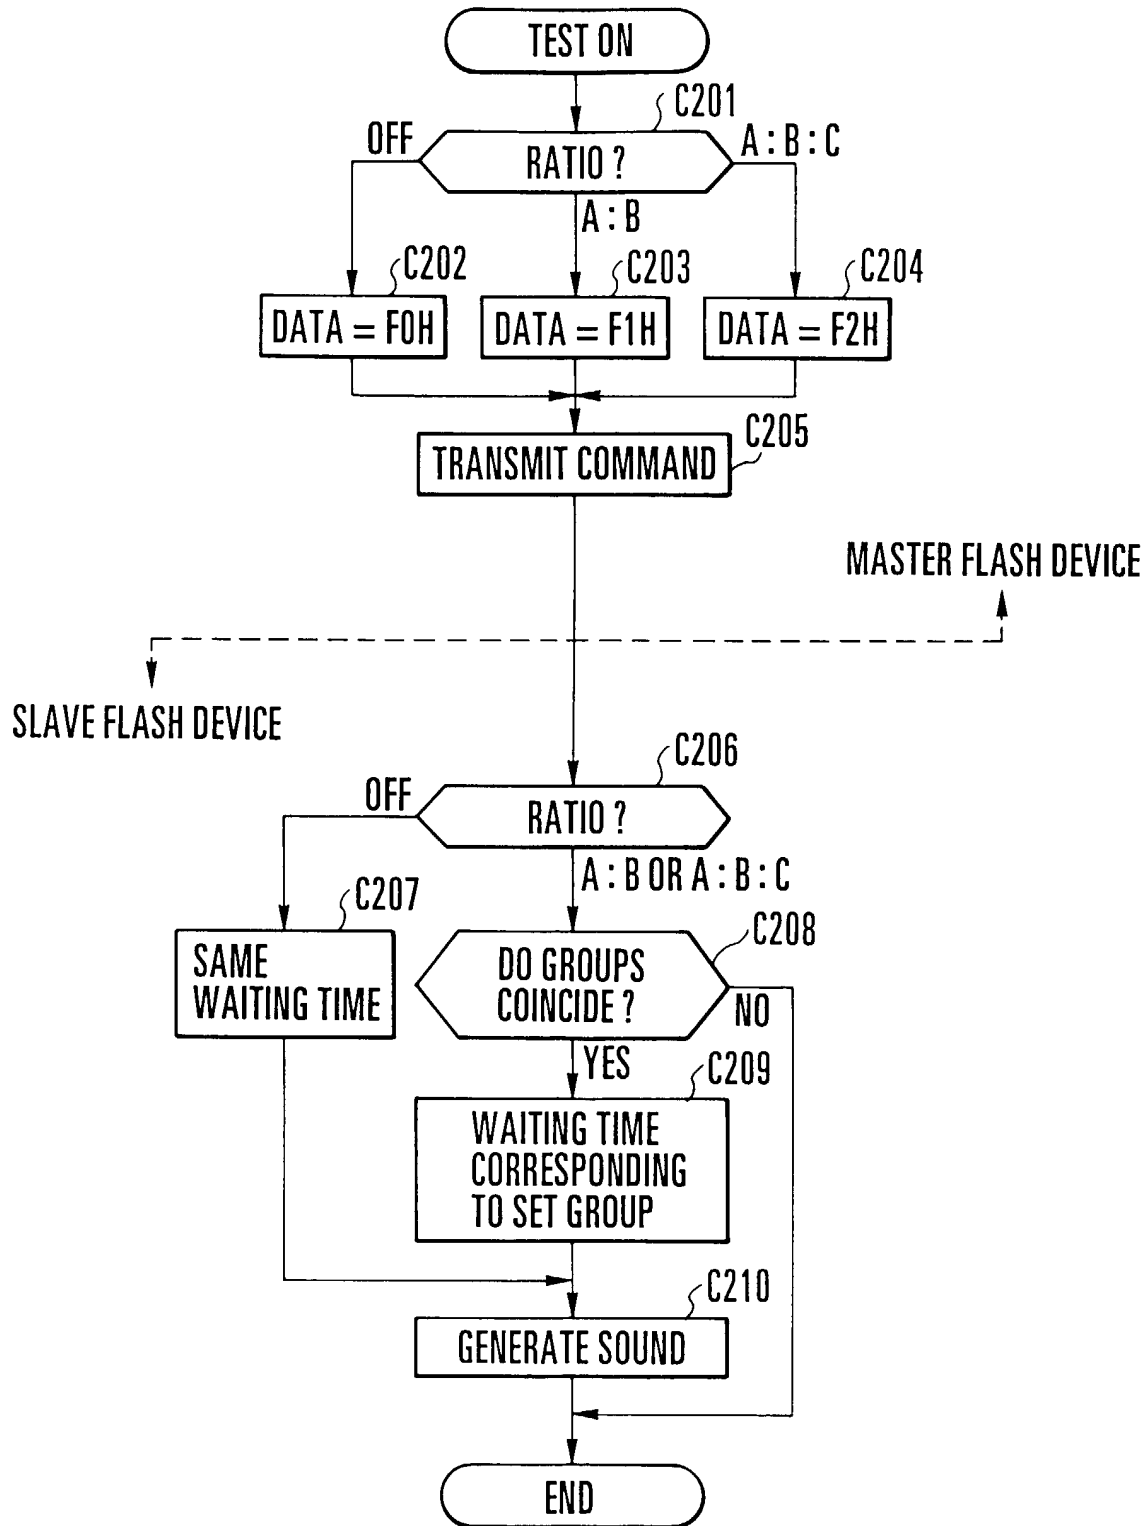 TEST ON
C201
OFF
RATIO ?
A : B : C
A : B
C202
C203
C204
DATA = F0H
DATA = F1H
DATA = F2H
C205
TRANSMIT COMMAND
MASTER FLASH DEVICE
SLAVE FLASH DEVICE
C206
OFF
RATIO ?
A : B OR A : B : C
C207
C208
SAME
WAITING TIME
DO GROUPS
COINCIDE ?
NO
YES
C209
WAITING TIME
CORRESPONDING
TO SET GROUP
C210
GENERATE SOUND
END